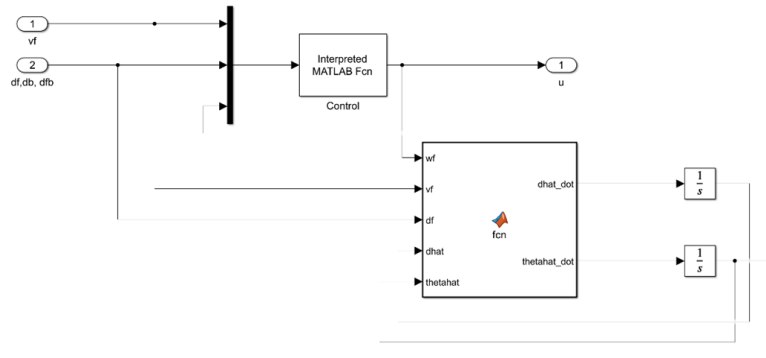 1
vf
2
df,db, dfb
Interpreted
MATLAB Fcn
Control
1
u
wf
vf
df
dhat
thetahat
fcn
dhat_dot
thetahat_dot
1
s
1
s